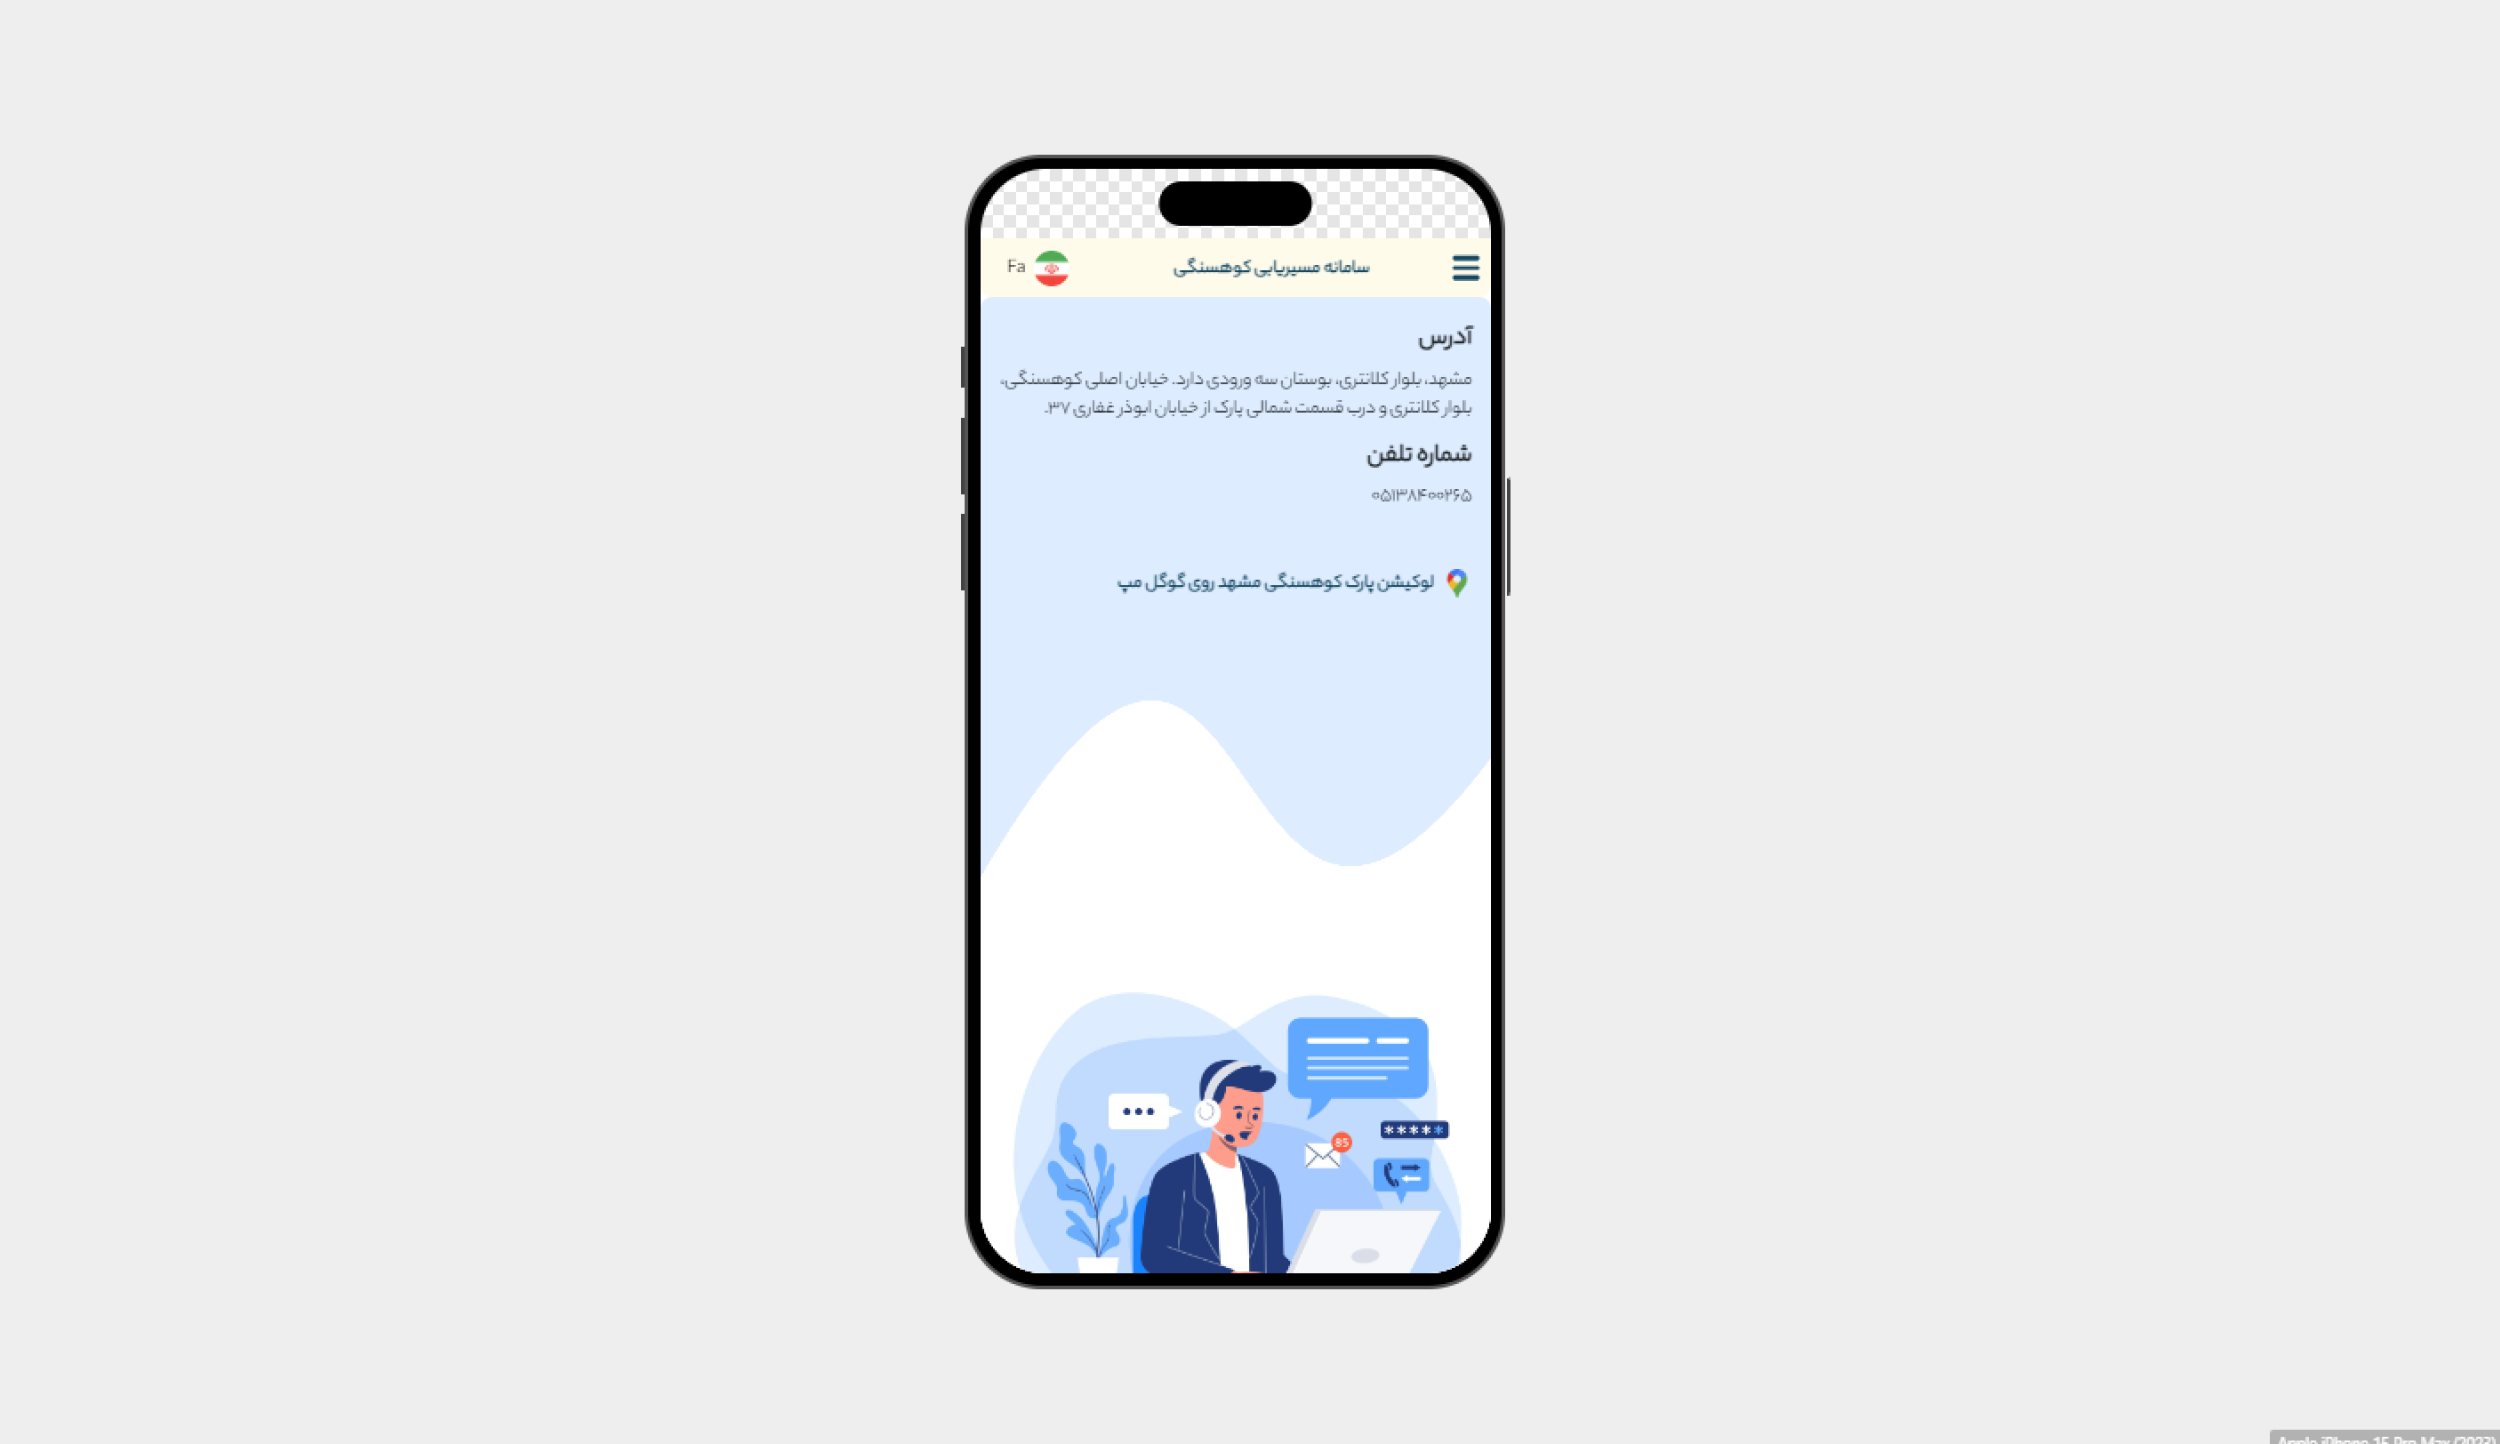 سامانه مسیریابی کوهسنگی
Fa
آدرس
مشهد، بلوار کلانتری، بوستان سه ورودی دارد. خیابان اصلی کوهسنگی،
بلوار کلانتری و درب قسمت شمالی پارک از خیابان ابوذر غفاری ۳۷.
شماره تلفن
۰۵۱۳۸۴۰۰۲۶۵
لوکیشن پارک کوهسنگی مشهد روی گوگل مپ
*****
85
Apple iPhone 15 Pro Max (2023)